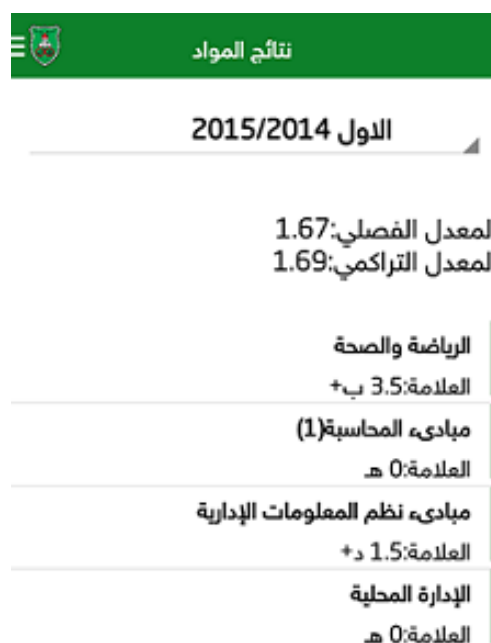 نتائج المواد
الاول 2015/2014
لمعدل الفصلي:1.67
لمعدل التراكمي:1.69
الرياضة والصحة
العلامة:3.5 ب+
مبادىء المحاسبة(1)
العلامة:0 هـ
مبادىء نظم المعلومات الإدارية
العلامة:1.5 د+
الإدارة المحلية
العلامة:0 هـ